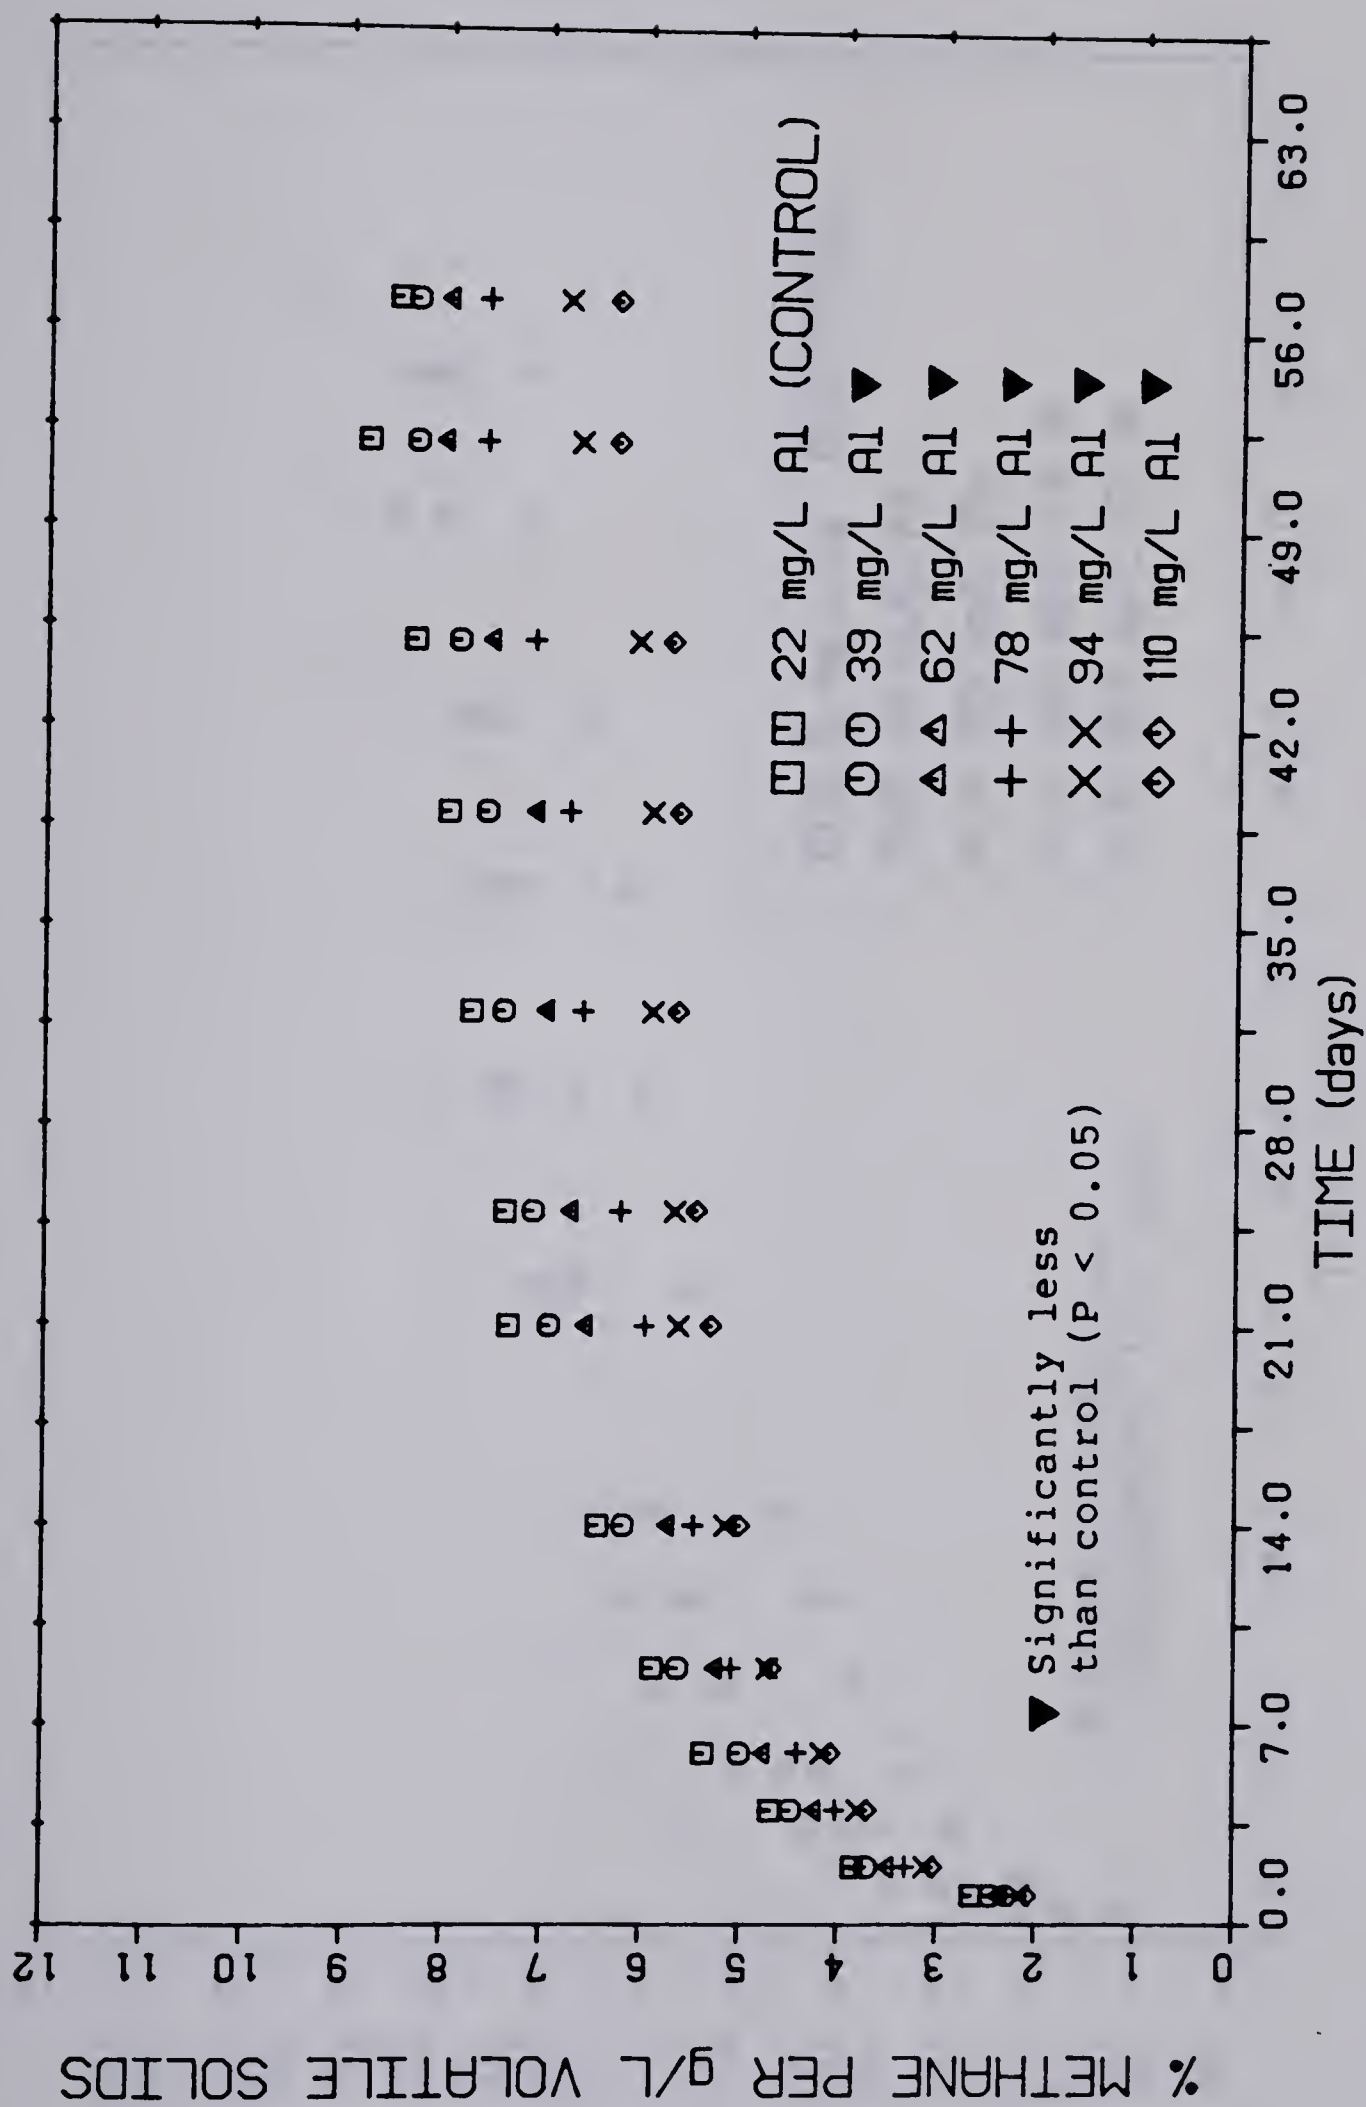 % METHANE PER g/L VOLATILE SOLIDS
12
11
10
9
8
7
6
5
4
3
2
1
0
22 mg/L Al (CONTROL)
39 mg/L Al
62 mg/L Al
78 mg/L Al
94 mg/L Al
110 mg/L Al
Significantly less
than control (P < 0.05)
0.0 7.0 14.0 21.0 28.0 35.0 42.0 49.0 56.0 63.0
TIME (days)